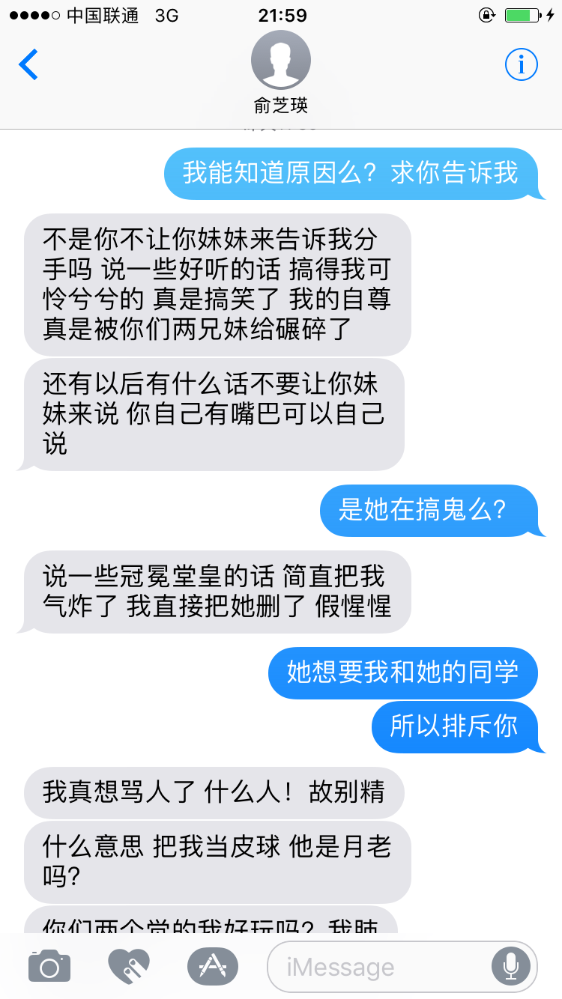 中国联通 3G 21:59
俞芝瑛
我能知道原因么？求你告诉我
不是你不让你妹妹来告诉我分
手吗 说一些好听的话 搞得我可
怜兮兮的 真是搞笑了 我的自尊
真是被你们两兄妹给碾碎了
还有以后有什么话不要让你妹
妹来说 你自己有嘴巴可以自己
说
是她在搞鬼么？
说一些冠冕堂皇的话 简直把我
气炸了 我直接把她删了 假惺惺
她想要我和她的同学
所以排斥你
我真想骂人了 什么人！故别精
什么意思 把我当皮球 他是月老
吗?
你们两个觉的我好玩吗？我肺
iMessage